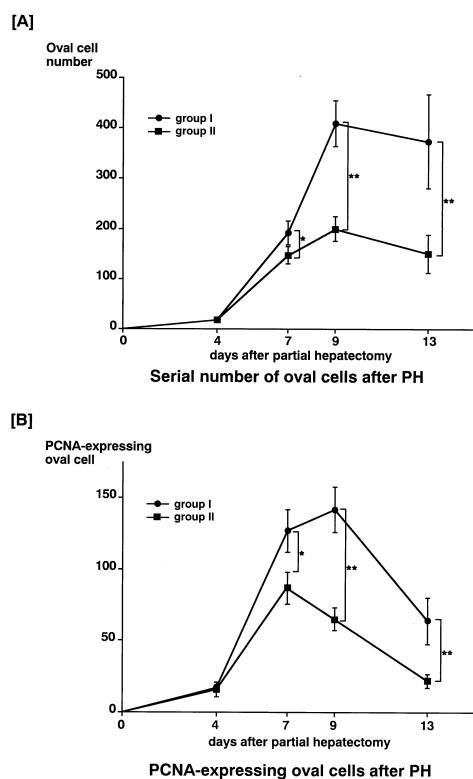 [A]
Oval cell
number
500
400
300
200
100
0
group I
group II
*
**
**
0 4 7 9 13
days after partial hepatectomy
Serial number of oval cells after PH
[B]
PCNA-expressing
oval cell
150
100
50
0
group I
group II
*
**
**
0 4 7 9 13
days after partial hepatectomy
PCNA-expressing oval cells after PH